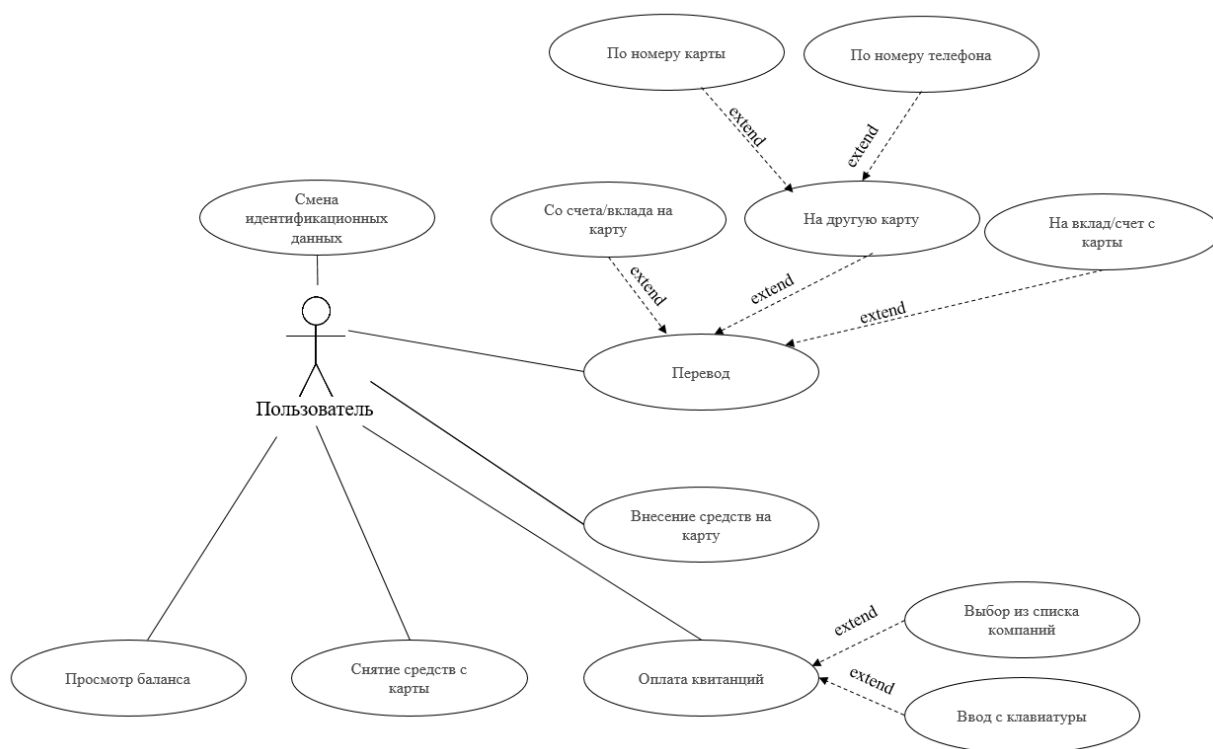 По номеру карты
По номеру телефона
extend
extend
Смена
идентификационных
данных
Со счета/вклада на
карту
На другую карту
На вклад/счет с
карты
extend
extend
extend
Перевод
Пользователь
Внесение средств на
карту
Выбор из списка
компаний
extend
Просмотр баланса
Снятие средств с
карты
Оплата квитанций
extend
Ввод с клавиатуры